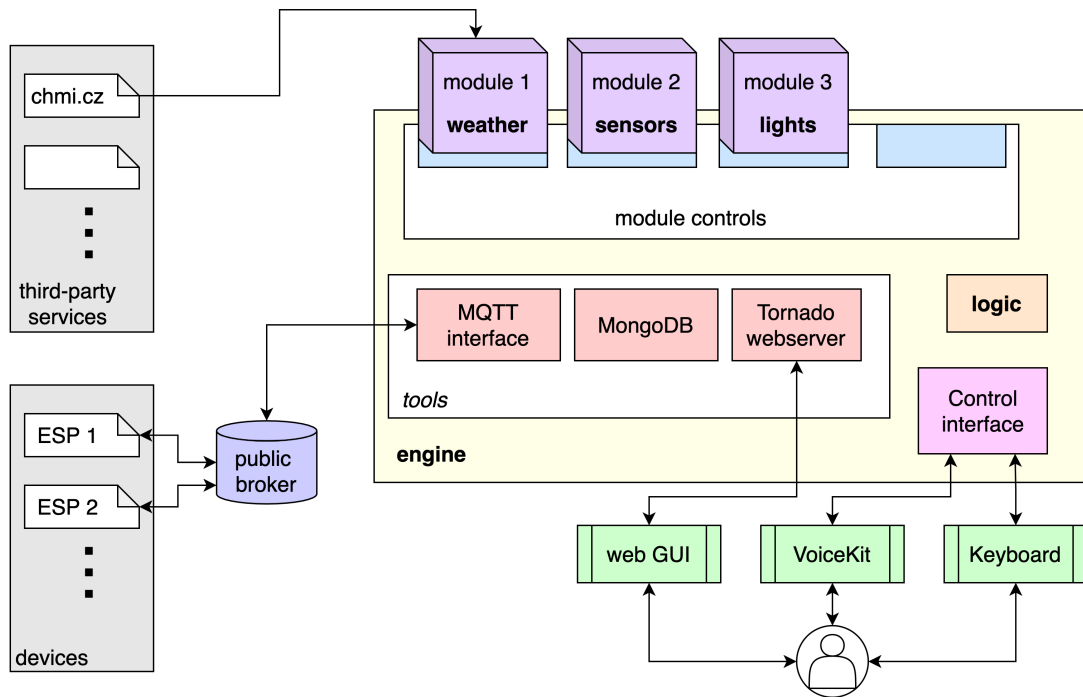 chmi.cz
third-party
services
module 1
weather
module 2
sensors
module 3
lights
module controls
MQTT
interface
MongoDB
Tornado
webserver
tools
logic
Control
interface
engine
ESP 1
ESP 2
devices
public
broker
web GUI
VoiceKit
Keyboard